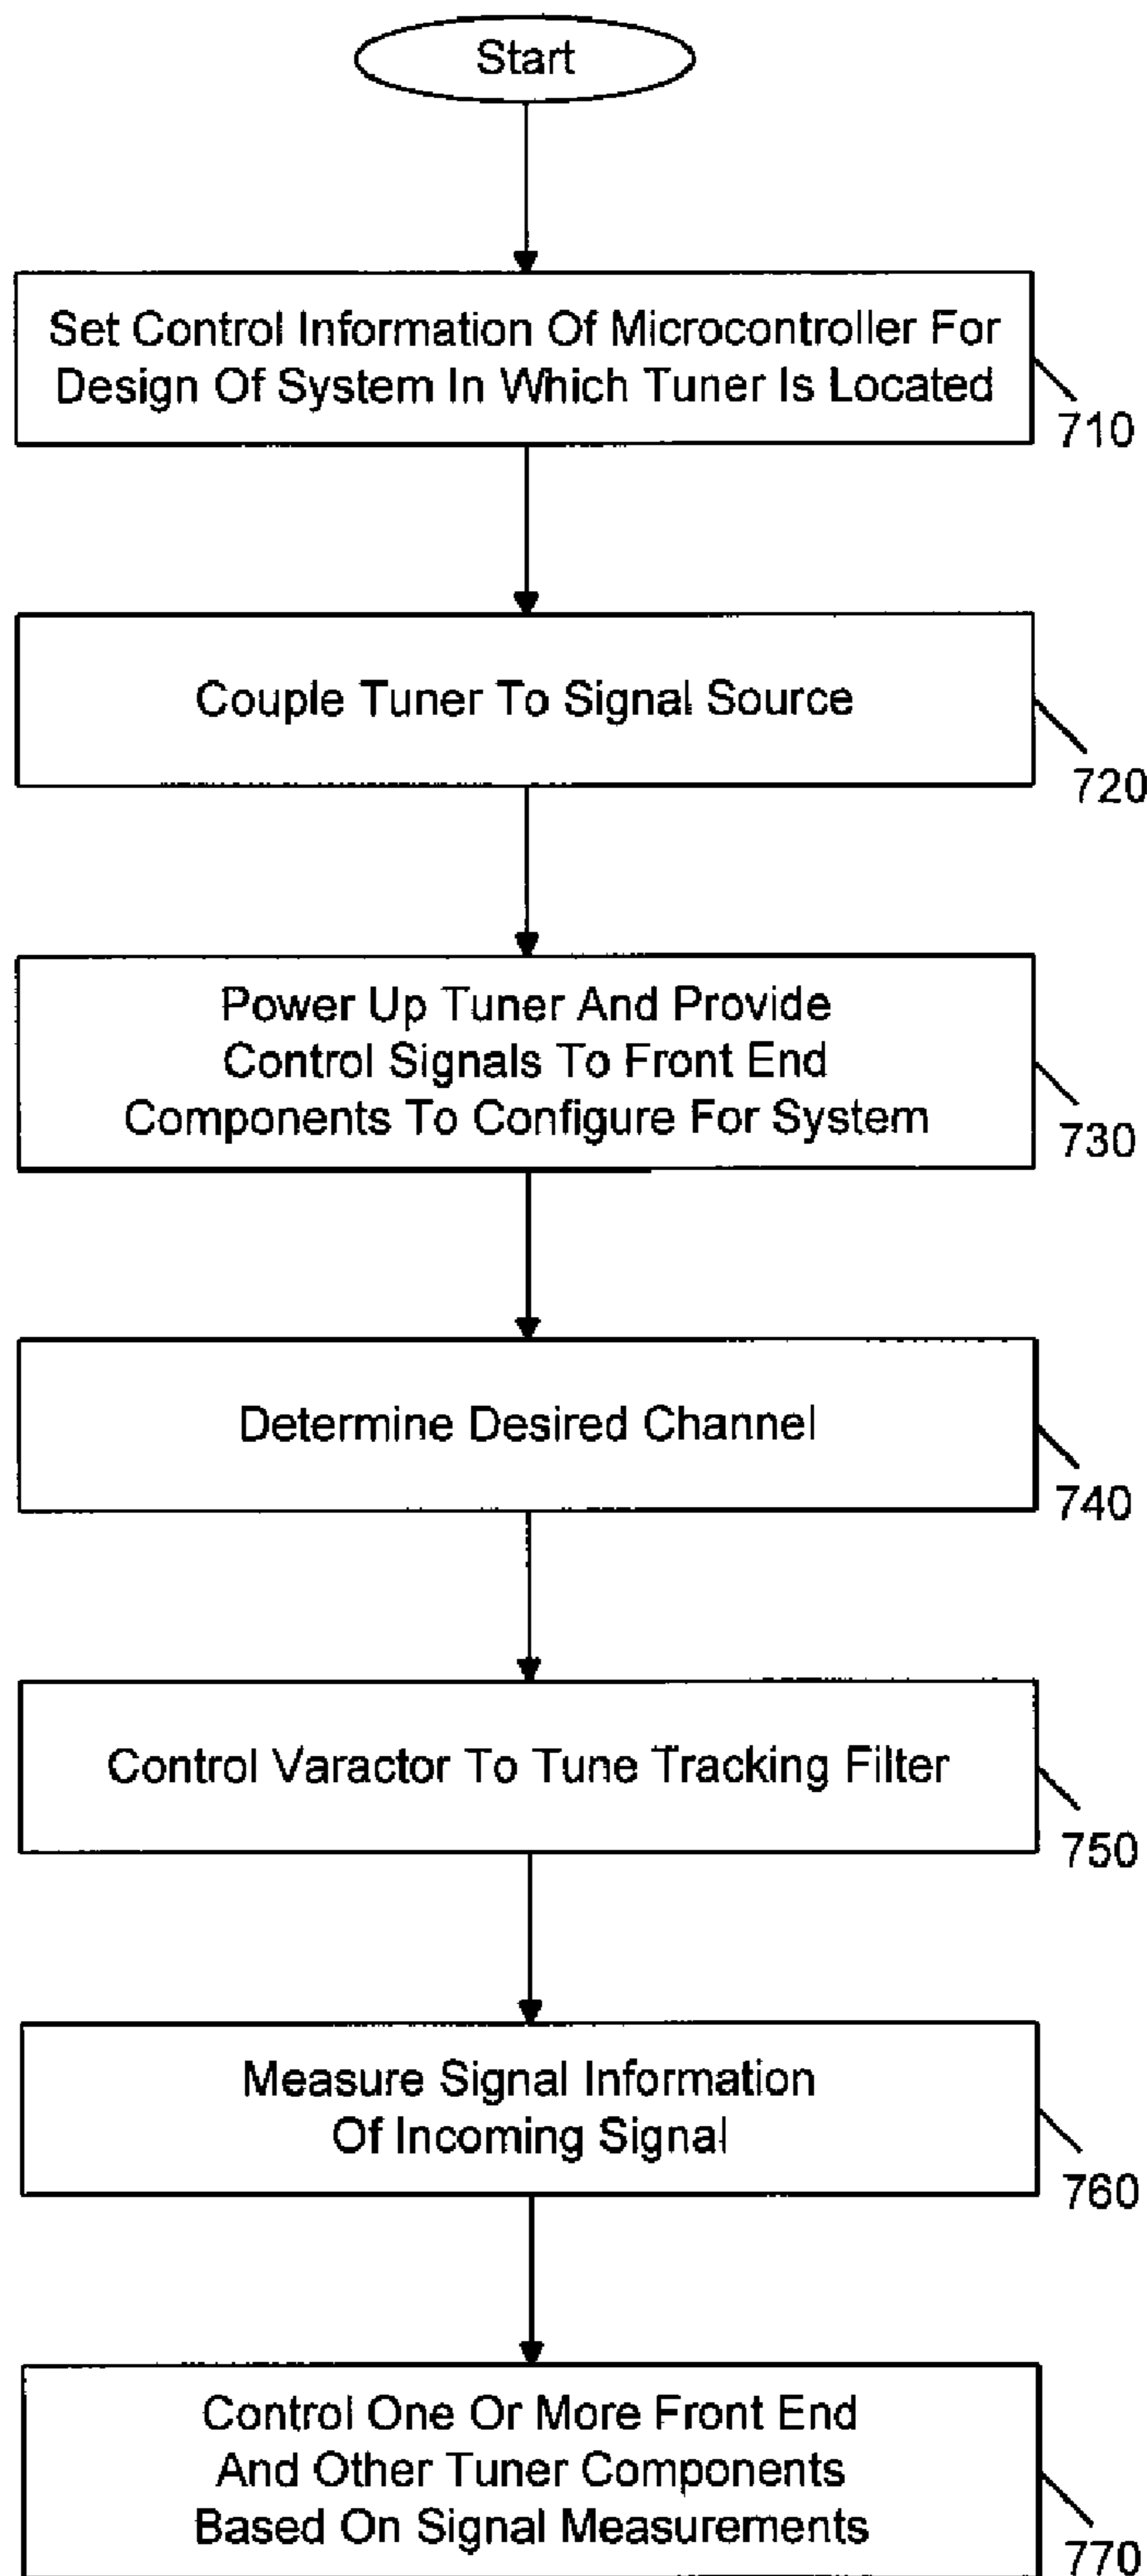 Start
Set Control Information Of Microcontroller For
Design Of System In Which Tuner Is Located
710
Couple Tuner To Signal Source
720
Power Up Tuner And Provide
Control Signals To Front End
Components To Configure For System
730
Determine Desired Channel
740
Control Varactor To Tune Tracking Filter
750
Measure Signal Information
Of Incoming Signal
760
Control One Or More Front End
And Other Tuner Components
Based On Signal Measurements
770